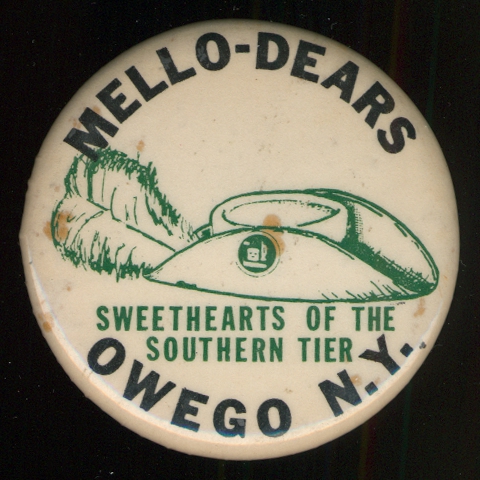 MELLO-DEARS
SWEETHEARTS OF THE
SOUTHERN TIER
OWEGO N.Y.